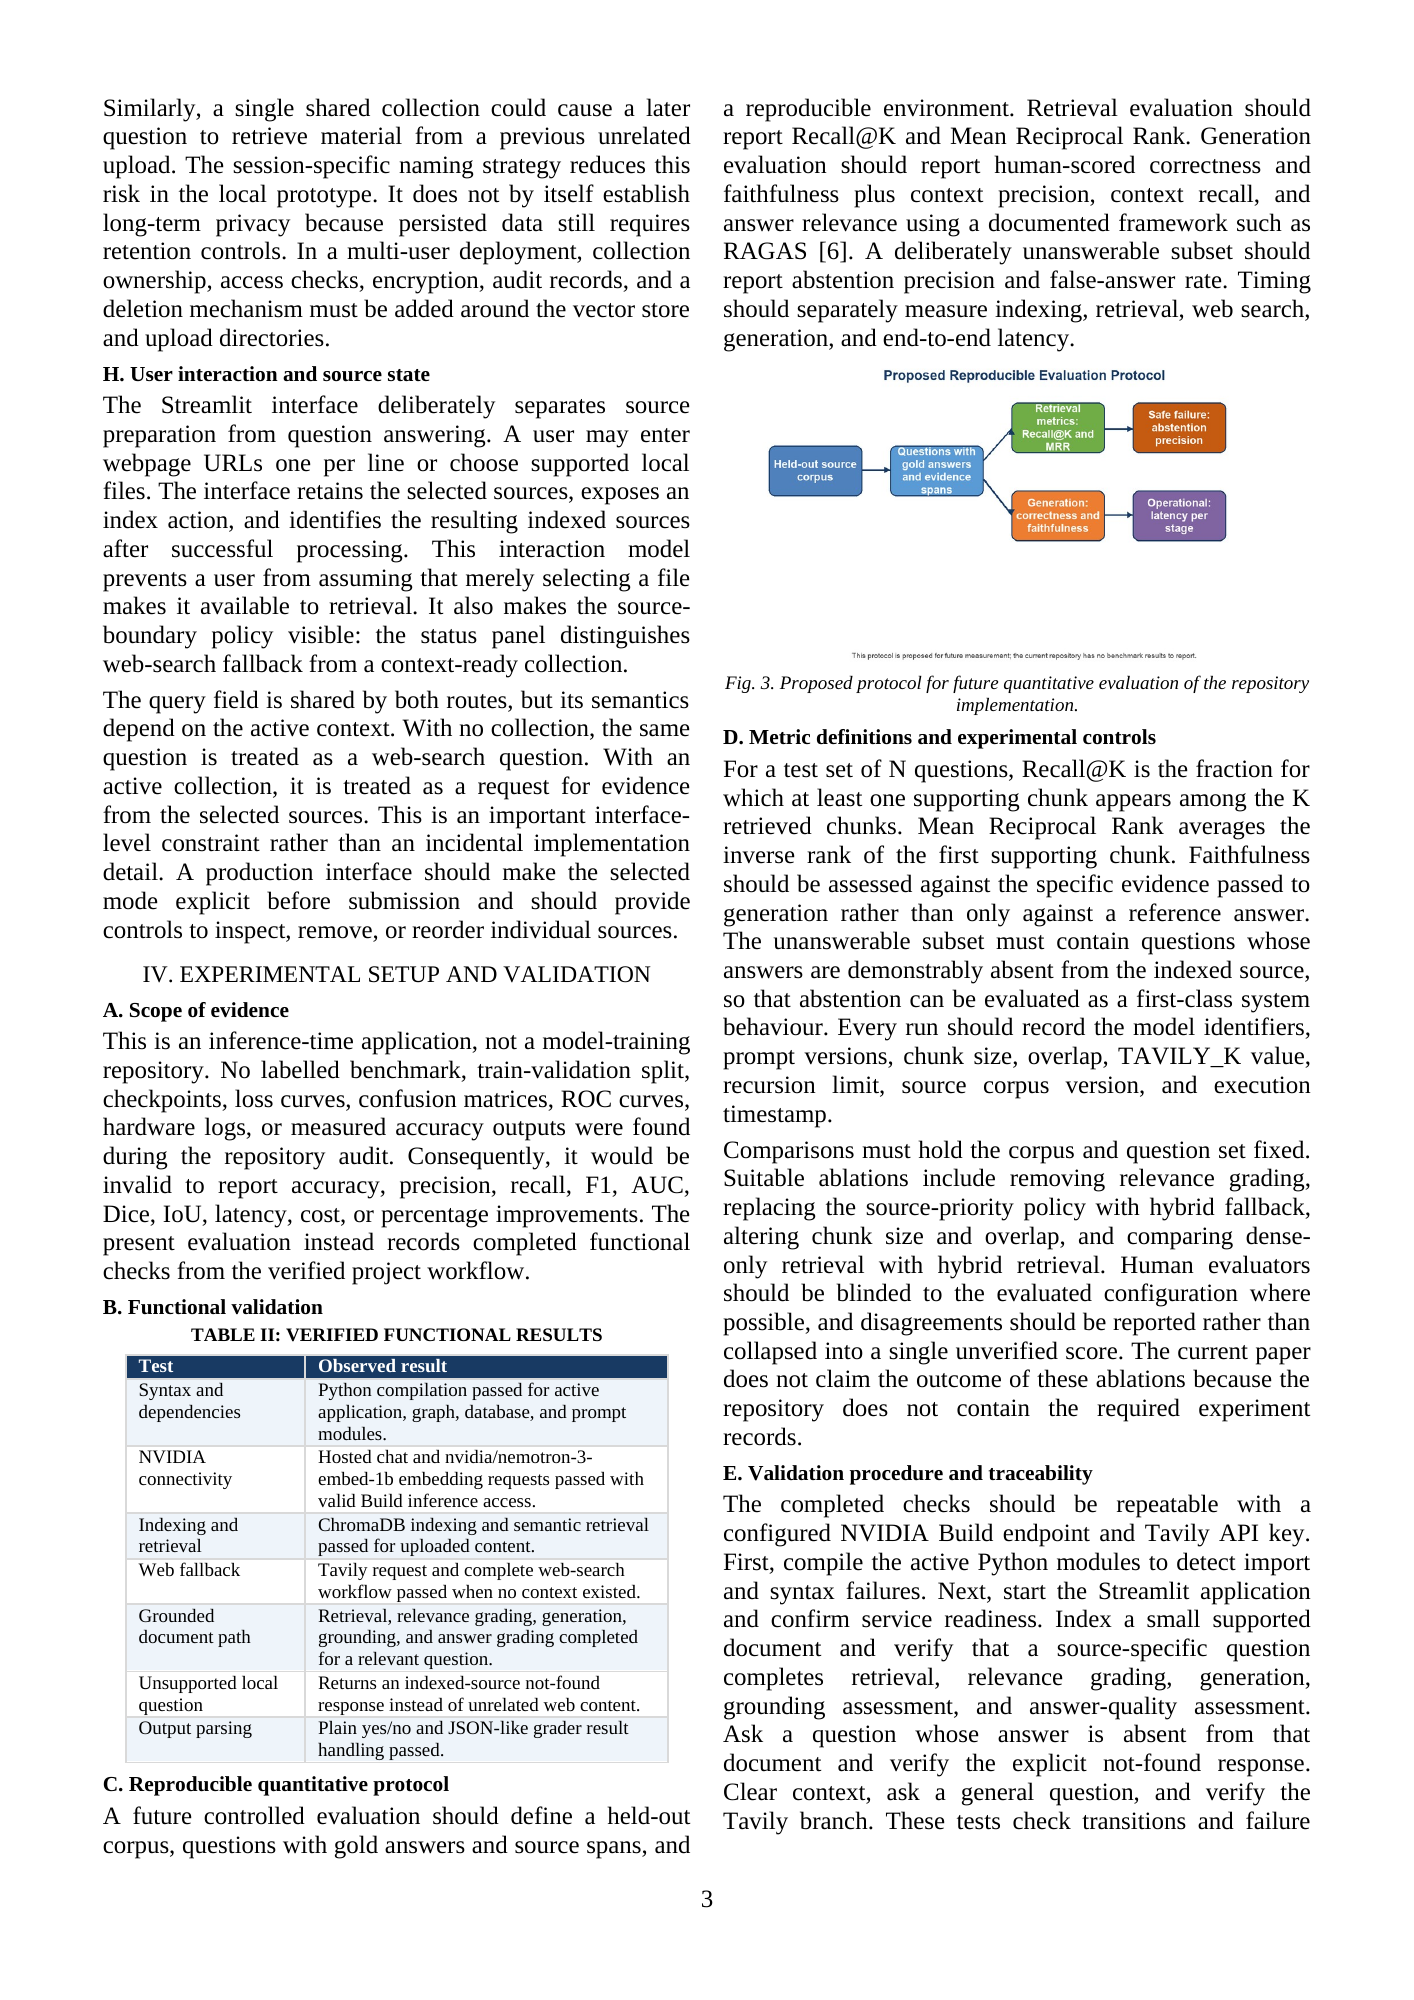 Similarly, a single shared collection could cause a later
question to retrieve material from a previous unrelated
upload. The session-specific naming strategy reduces this
risk in the local prototype. It does not by itself establish
long-term privacy because persisted data still requires
retention controls. In a multi-user deployment, collection
ownership, access checks, encryption, audit records, and a
deletion mechanism must be added around the vector store
and upload directories.
H. User interaction and source state
The Streamlit interface deliberately separates source
preparation from question answering. A user may enter
webpage URLs one per line or choose supported local
files. The interface retains the selected sources, exposes an
index action, and identifies the resulting indexed sources
after successful processing. This interaction model
prevents a user from assuming that merely selecting a file
makes it available to retrieval. It also makes the source-
boundary policy visible: the status panel distinguishes
web-search fallback from a context-ready collection.
The query field is shared by both routes, but its semantics
depend on the active context. With no collection, the same
question is treated as a web-search question. With an
active collection, it is treated as a request for evidence
from the selected sources. This is an important interface-
level constraint rather than an incidental implementation
detail. A production interface should make the selected
mode explicit before submission and should provide
controls to inspect, remove, or reorder individual sources.
IV. EXPERIMENTAL SETUP AND VALIDATION
A. Scope of evidence
This is an inference-time application, not a model-training
repository. No labelled benchmark, train-validation split,
checkpoints, loss curves, confusion matrices, ROC curves,
hardware logs, or measured accuracy outputs were found
during the repository audit. Consequently, it would be
invalid to report accuracy, precision, recall, F1, AUC,
Dice, IoU, latency, cost, or percentage improvements. The
present evaluation instead records completed functional
checks from the verified project workflow.
B. Functional validation
TABLE II: VERIFIED FUNCTIONAL RESULTS
Test Observed result
Syntax and
dependencies
Python compilation passed for active
application, graph, database, and prompt
modules.
NVIDIA
connectivity
Hosted chat and nvidia/nemotron-3-
embed-1b embedding requests passed with
valid Build inference access.
Indexing and
retrieval
ChromaDB indexing and semantic retrieval
passed for uploaded content.
Web fallback
Tavily request and complete web-search
workflow passed when no context existed.
Grounded
document path
Retrieval, relevance grading, generation,
grounding, and answer grading completed
for a relevant question.
Unsupported local
question
Returns an indexed-source not-found
response instead of unrelated web content.
Output parsing
Plain yes/no and JSON-like grader result
handling passed.
C. Reproducible quantitative protocol
A future controlled evaluation should define a held-out
corpus, questions with gold answers and source spans, and
a reproducible environment. Retrieval evaluation should
report Recall@K and Mean Reciprocal Rank. Generation
evaluation should report human-scored correctness and
faithfulness plus context precision, context recall, and
answer relevance using a documented framework such as
RAGAS [6]. A deliberately unanswerable subset should
report abstention precision and false-answer rate. Timing
should separately measure indexing, retrieval, web search,
generation, and end-to-end latency.
Proposed Reproducible Evaluation Protocol
Held-out source
corpus
Questions with
gold answers
and evidence
spans
Retrieval
metrics:
Recall@K and
MRR
Safe failure:
abstention
precision
Generation:
correctness and
faithfulness
Operational:
latency per
stage
This protocol is proposed for future measurement; the current repository has no benchmark results to report.
Fig. 3. Proposed protocol for future quantitative evaluation of the repository
implementation.
D. Metric definitions and experimental controls
For a test set of N questions, Recall@K is the fraction for
which at least one supporting chunk appears among the K
retrieved chunks. Mean Reciprocal Rank averages the
inverse rank of the first supporting chunk. Faithfulness
should be assessed against the specific evidence passed to
generation rather than only against a reference answer.
The unanswerable subset must contain questions whose
answers are demonstrably absent from the indexed source,
so that abstention can be evaluated as a first-class system
behaviour. Every run should record the model identifiers,
prompt versions, chunk size, overlap, TAVILY_K value,
recursion limit, source corpus version, and execution
timestamp.
Comparisons must hold the corpus and question set fixed.
Suitable ablations include removing relevance grading,
replacing the source-priority policy with hybrid fallback,
altering chunk size and overlap, and comparing dense-
only retrieval with hybrid retrieval. Human evaluators
should be blinded to the evaluated configuration where
possible, and disagreements should be reported rather than
collapsed into a single unverified score. The current paper
does not claim the outcome of these ablations because the
repository does not contain the required experiment
records.
E. Validation procedure and traceability
The completed checks should be repeatable with a
configured NVIDIA Build endpoint and Tavily API key.
First, compile the active Python modules to detect import
and syntax failures. Next, start the Streamlit application
and confirm service readiness. Index a small supported
document and verify that a source-specific question
completes retrieval, relevance grading, generation,
grounding assessment, and answer-quality assessment.
Ask a question whose answer is absent from that
document and verify the explicit not-found response.
Clear context, ask a general question, and verify the
Tavily branch. These tests check transitions and failure
3